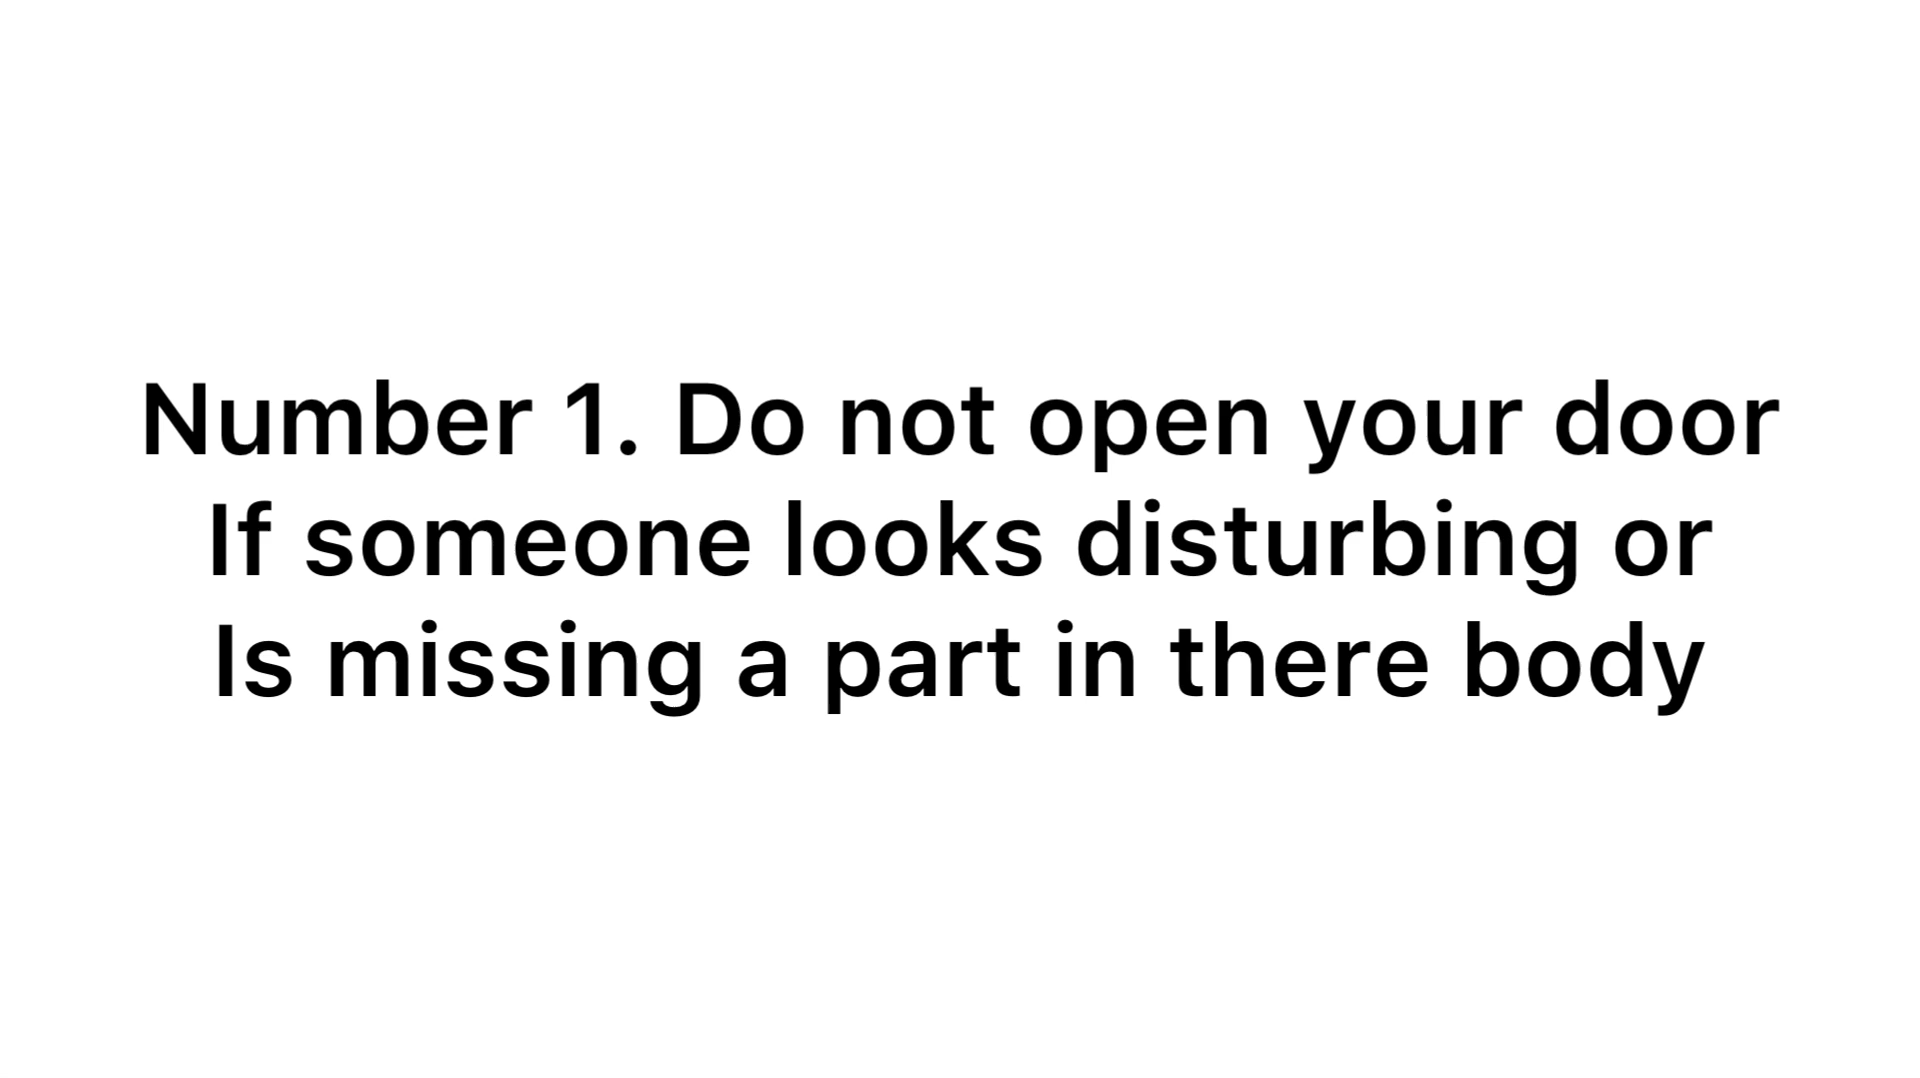 Number 1. Do not open your door
If someone looks disturbing or
Is missing a part in there body